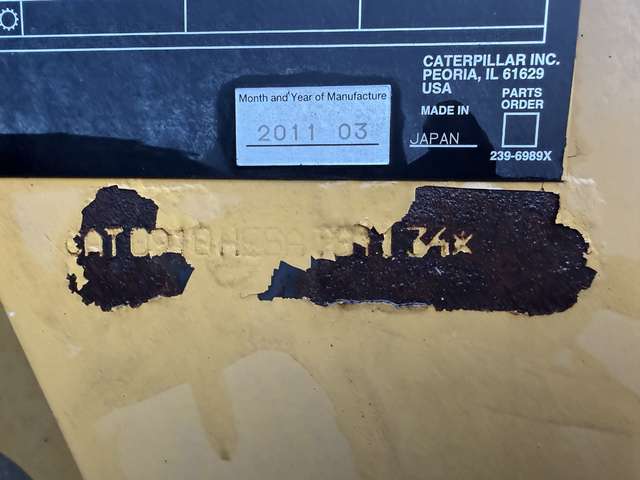 CATERPILLAR INC.
PEORIA, IL 61629
USA
PARTS
ORDER
MADE IN
JAPAN
239-6989X
Month and Year of Manufacture
2011 03